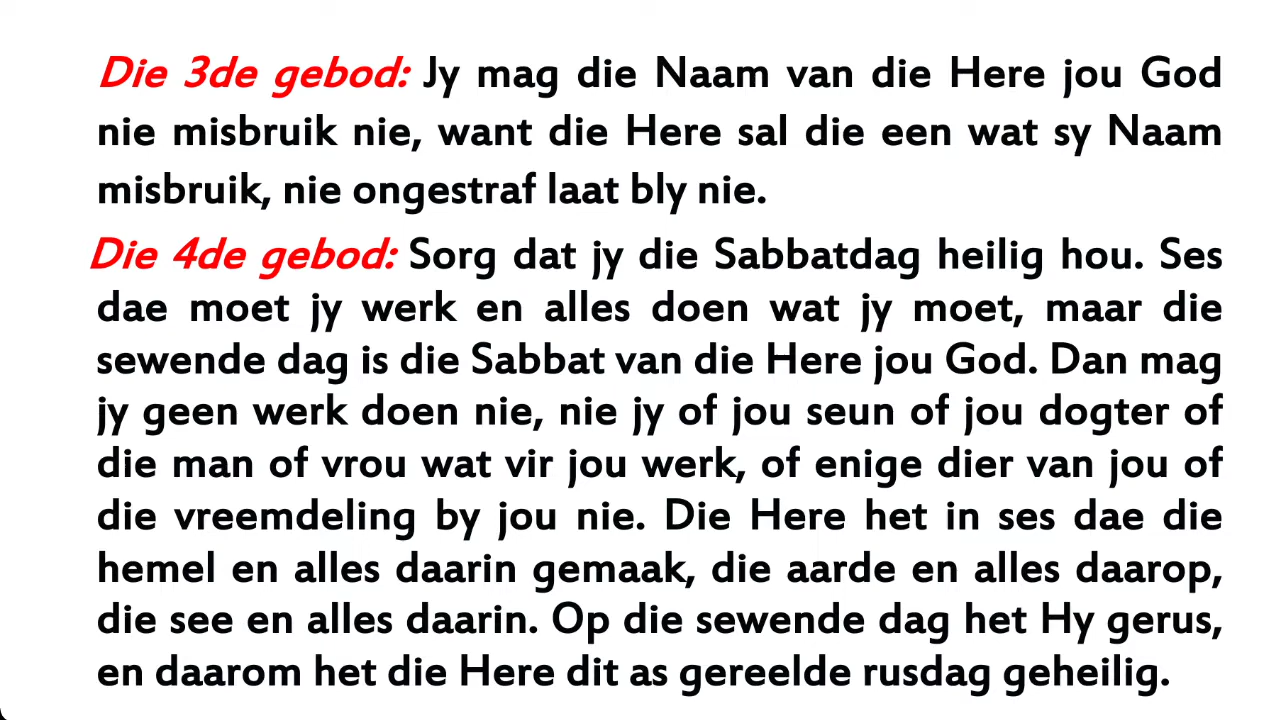 Die 3de gebod: Jy mag die Naam van die Here jou God
nie misbruik nie, want die Here sal die een wat sy Naam
misbruik, nie ongestraf laat bly nie.
Die 4de gebod: Sorg dat jy die Sabbatdag heilig hou. Ses
dae moet jy werk en alles doen wat jy moet, maar die
sewende dag is die Sabbat van die Here jou God. Dan mag
jy geen werk doen nie, nie jy of jou seun of jou dogter of
die man of vrou wat vir jou werk, of enige dier van jou of
die vreemdeling by jou nie. Die Here het in ses dae die
hemel en alles daarin gemaak, die aarde en alles daarop,
die see en alles daarin. Op die sewende dag het Hy gerus,
en daarom het die Here dit as gereelde rusdag geheilig.